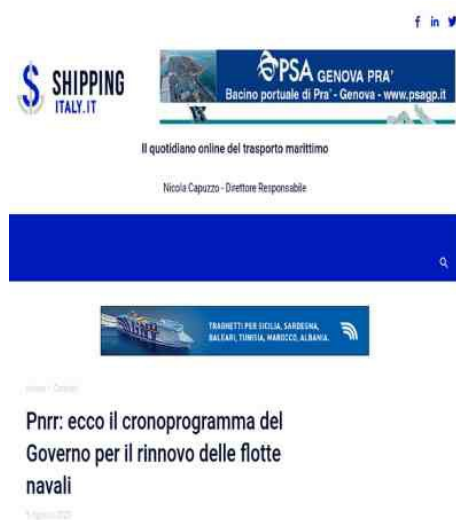 f in
SHIPPING
ITALY.IT
PSA GENOVA PRA'
Bacino portuale di Pra' - Genova - www.psagp.it
Il quotidiano online del trasporto marittimo
Nicola Capuzzo - Direttore Responsabile
TRAGHETTI PER SICILIA, SARDEGNA,
BALEARI, TUNISIA, MAROCCO, ALBANIA.
Pnrr: ecco il cronoprogramma del
Governo per il rinnovo delle flotte
navali